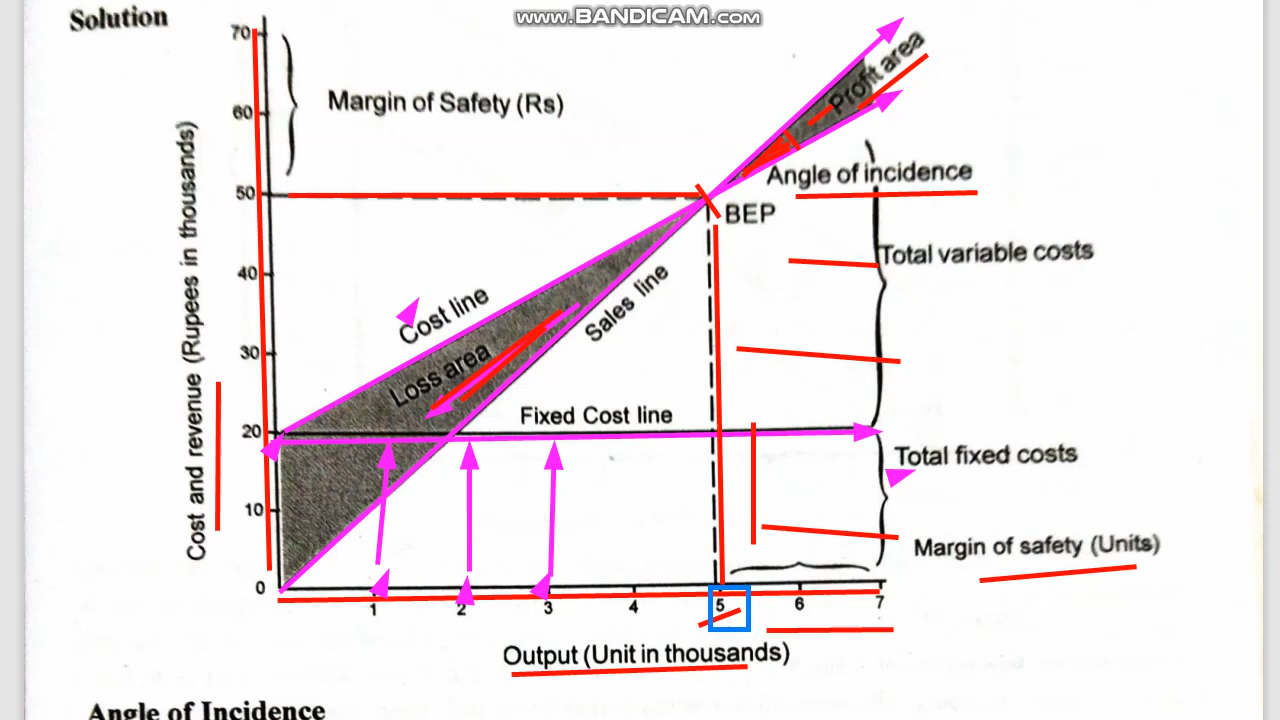 www.BANDICAM.com
Solution
70
60
50
40
30
20
10
0
Cost and revenue (Rupees in thousands)
Margin of Safety (Rs)
Profit area
Angle of incidence
BEP
Total variable costs
Cost line
Sales line
Loss area
Fixed Cost line
Total fixed costs
Margin of safety (Units)
1 2 3 4 5 6 7
Output (Unit in thousands)
Angle of Incidence